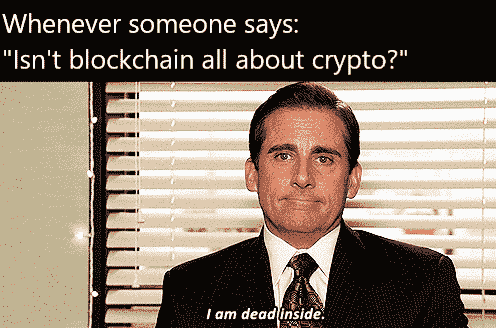 Whenever someone says:
"Isn't blockchain all about crypto?"
I am dead inside.